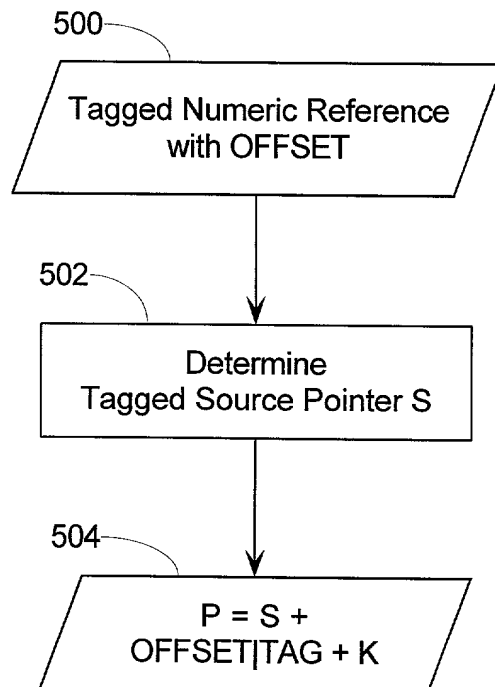 500
Tagged Numeric Reference
with OFFSET
502
Determine
Tagged Source Pointer S
504
P = S +
OFFSET|TAG + K